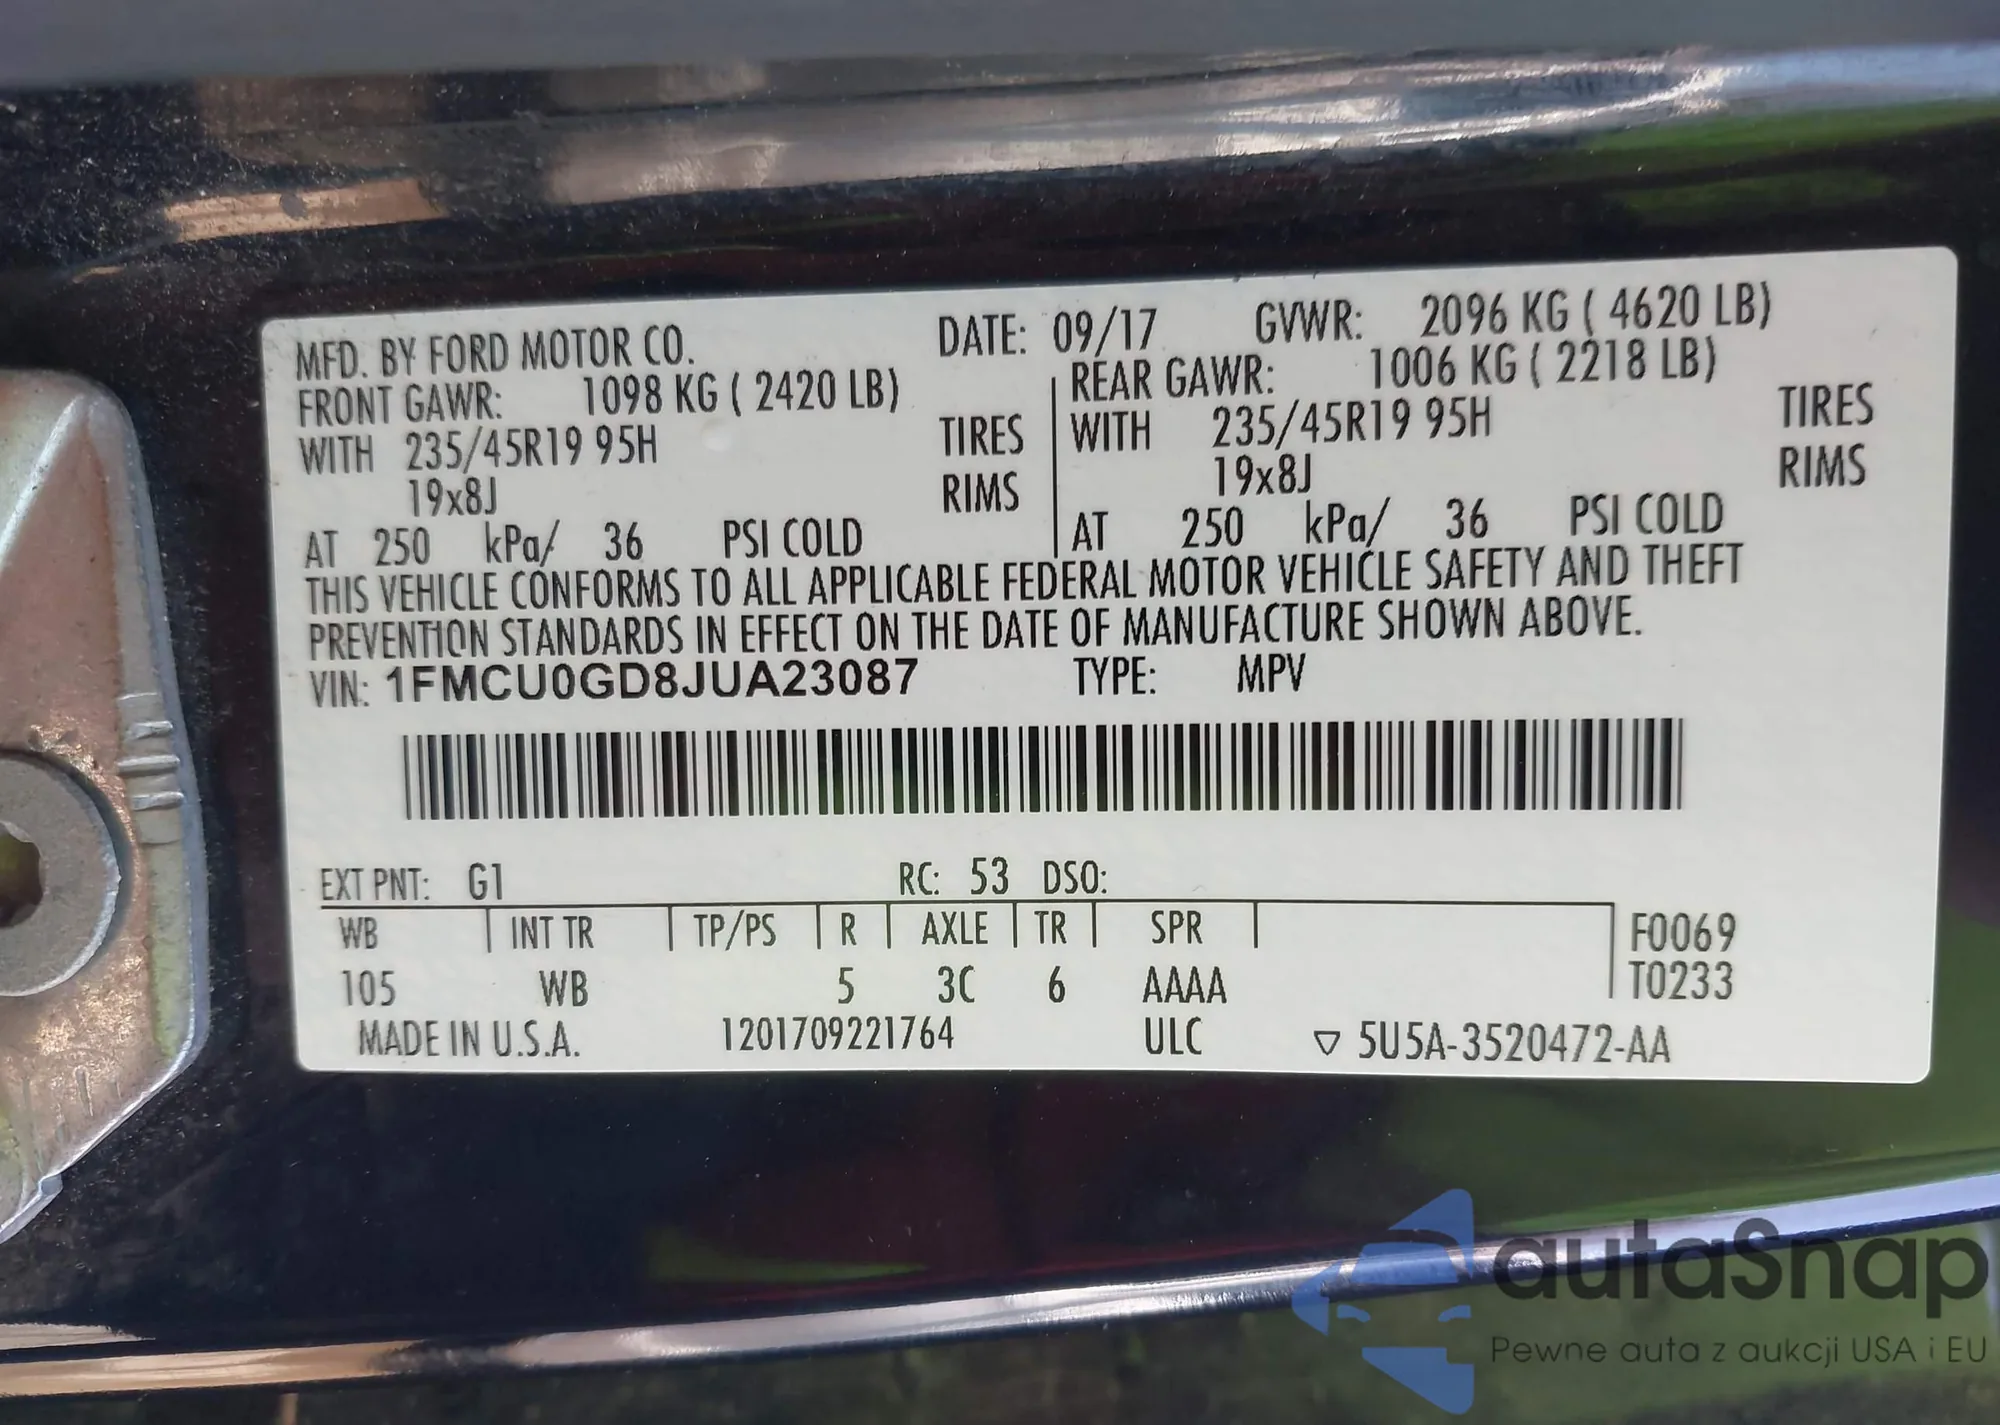 MFD. BY FORD MOTOR CO. DATE: 09/17 GVWR: 2096 KG ( 4620 LB)
FRONT GAWR: 1098 KG ( 2420 LB) REAR GAWR: 1006 KG ( 2218 LB)
WITH 235/45R19 95H TIRES WITH 235/45R19 95H TIRES
19x8J RIMS 19x8J RIMS
AT 250 kPa/ 36 PSI COLD AT 250 kPa/ 36 PSI COLD
THIS VEHICLE CONFORMS TO ALL APPLICABLE FEDERAL MOTOR VEHICLE SAFETY AND THEFT
PREVENTION STANDARDS IN EFFECT ON THE DATE OF MANUFACTURE SHOWN ABOVE.
VIN: 1FMCU0GD8JUA23087 TYPE: MPV
EXT PNT: G1 RC: 53 DSO:
WB INT TR TP/PS R AXLE TR SPR F0069
105 WB 5 3C 6 AAAA T0233
MADE IN U.S.A. 1201709221764 ULC ▽ 5U5A-3520472-AA
autaSnap
Pewne auta z aukcji USA i EU